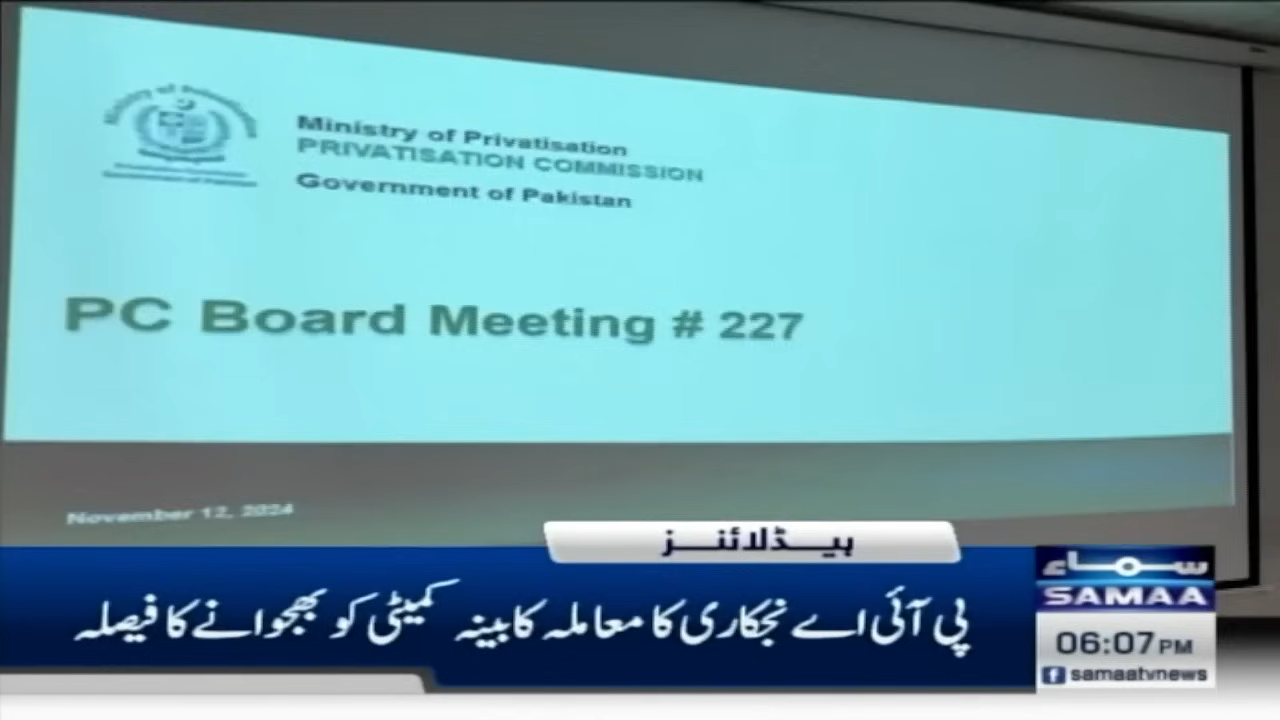 Ministry of Privatisation
PRIVATISATION COMMISSION
Government of Pakistan
PC Board Meeting # 227
November 12, 2024
ہیڈلائنز
پی آئی اے نجکاری کا معاملہ کابینہ کمیٹی کو بھجوانے کا فیصلہ
سماء
SAMAA
06:07 PM
samaatvnews